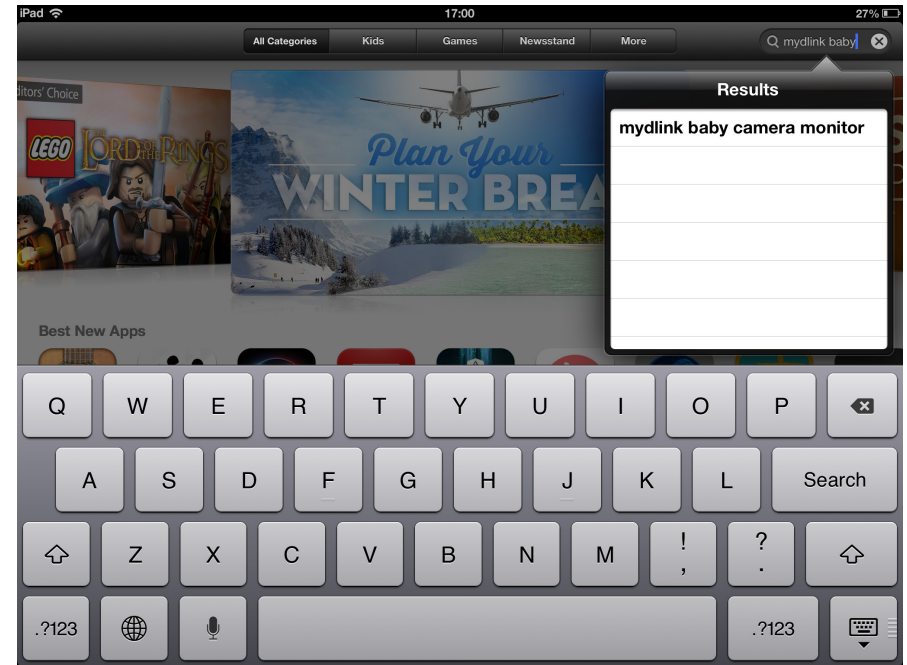 iPad 17:00 27%
All Categories Kids Games Newsstand More mydlink baby
Results
mydlink baby camera monitor
ditors' Choice
LEGO THE LORD OF THE RINGS
Plan Your
WINTER BREA
Best New Apps
Q W E R T Y U I O P
A S D F G H J K L Search
Z X C V B N M ! , ? .
.?123 .?123